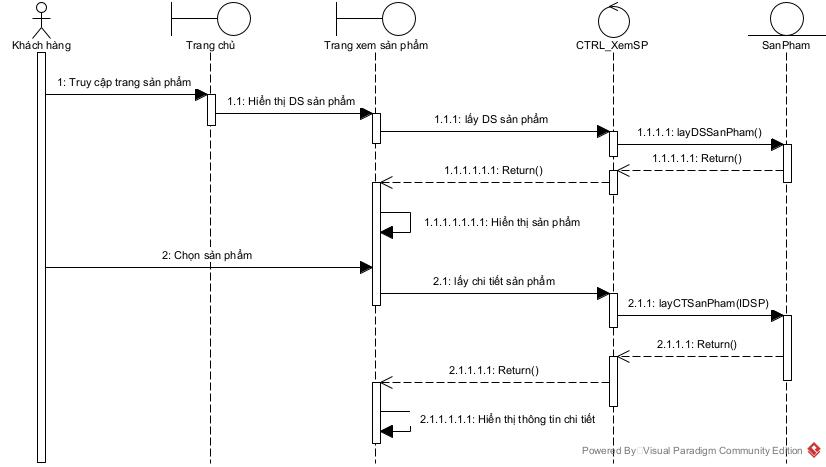 Khách hàng
Trang chủ
Trang xem sản phẩm
CTRL_XemSP
SanPham
1: Truy cập trang sản phẩm
1.1: Hiển thị DS sản phẩm
1.1.1: lấy DS sản phẩm
1.1.1.1: layDSSanPham()
1.1.1.1.1: Return()
1.1.1.1.1.1: Return()
1.1.1.1.1.1.1: Hiển thị sản phẩm
2: Chọn sản phẩm
2.1: lấy chi tiết sản phẩm
2.1.1: layCTSanPham(IDSP)
2.1.1.1: Return()
2.1.1.1.1: Return()
2.1.1.1.1.1: Hiển thị thông tin chi tiết
Powered By Visual Paradigm Community Edition